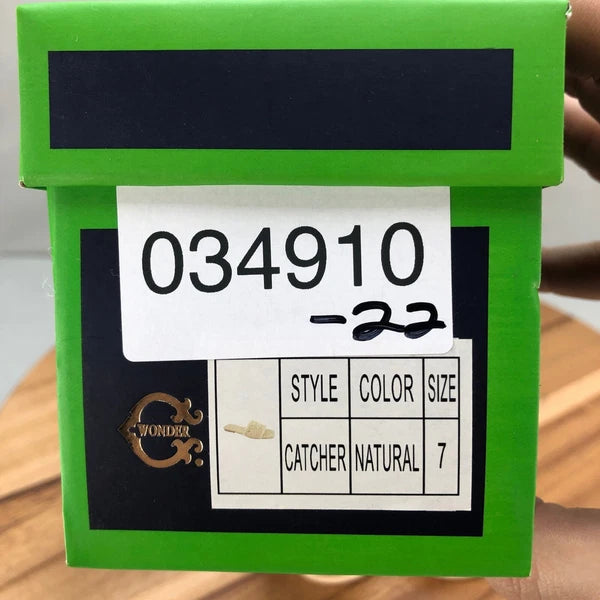 034910
-22
STYLE COLOR SIZE
CATCHER NATURAL 7
C. WONDER